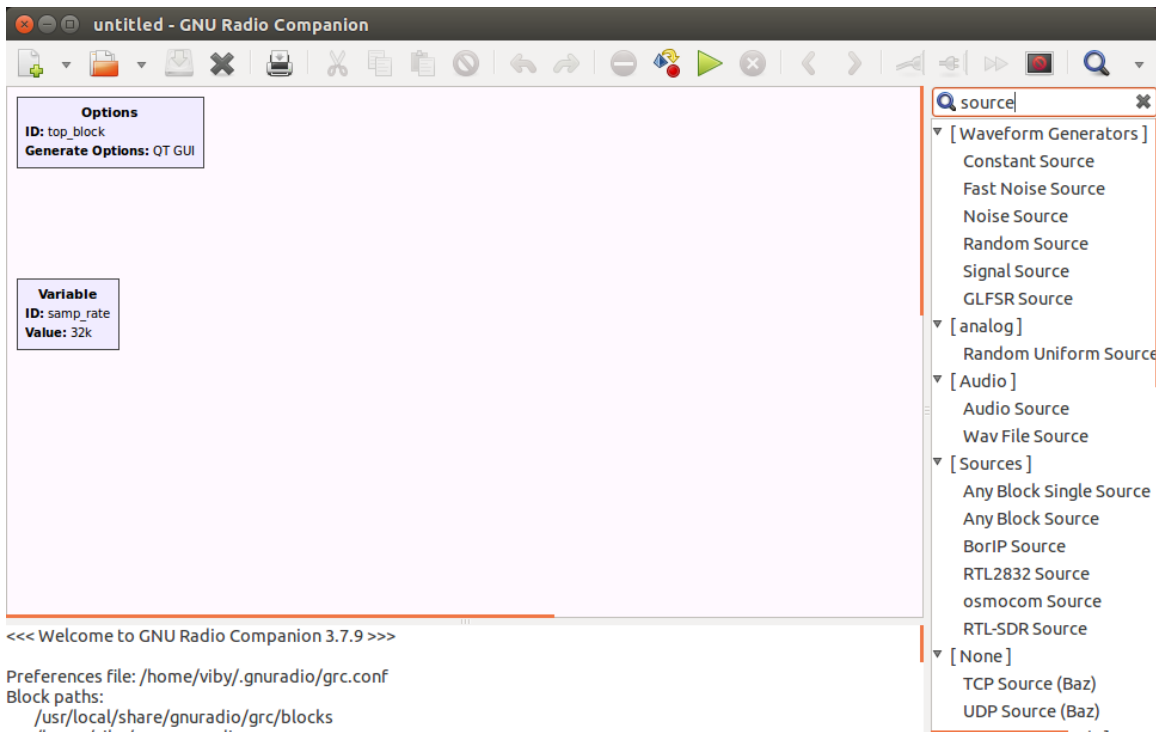 untitled - GNU Radio Companion
Options
ID: top_block
Generate Options: QT GUI
Variable
ID: samp_rate
Value: 32k
source
[ Waveform Generators ]
Constant Source
Fast Noise Source
Noise Source
Random Source
Signal Source
GLFSR Source
[ analog ]
Random Uniform Source
[ Audio ]
Audio Source
Wav File Source
[ Sources ]
Any Block Single Source
Any Block Source
BorIP Source
RTL2832 Source
osmocom Source
RTL-SDR Source
[ None ]
TCP Source (Baz)
UDP Source (Baz)
<<< Welcome to GNU Radio Companion 3.7.9 >>>
Preferences file: /home/viby/.gnuradio/grc.conf
Block paths:
/usr/local/share/gnuradio/grc/blocks